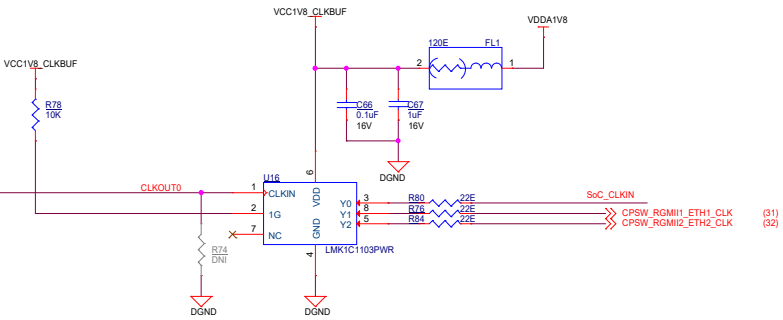 VCC1V8_CLKBUF
VDDA1V8
120E
FL1
2
1
VCC1V8_CLKBUF
R78
10K
C66
0.1uF
16V
C67
1uF
16V
DGND
U16
6
CLKOUT0
1
CLKIN
VDD
2
1G
7
NC
GND
4
Y0
3
Y1
8
Y2
5
R80
22E
R76
22E
R84
22E
SoC_CLKIN
CPSW_RGMII1_ETH1_CLK (31)
CPSW_RGMII2_ETH2_CLK (32)
LMK1C1103PWR
R74
DNI
DGND
DGND